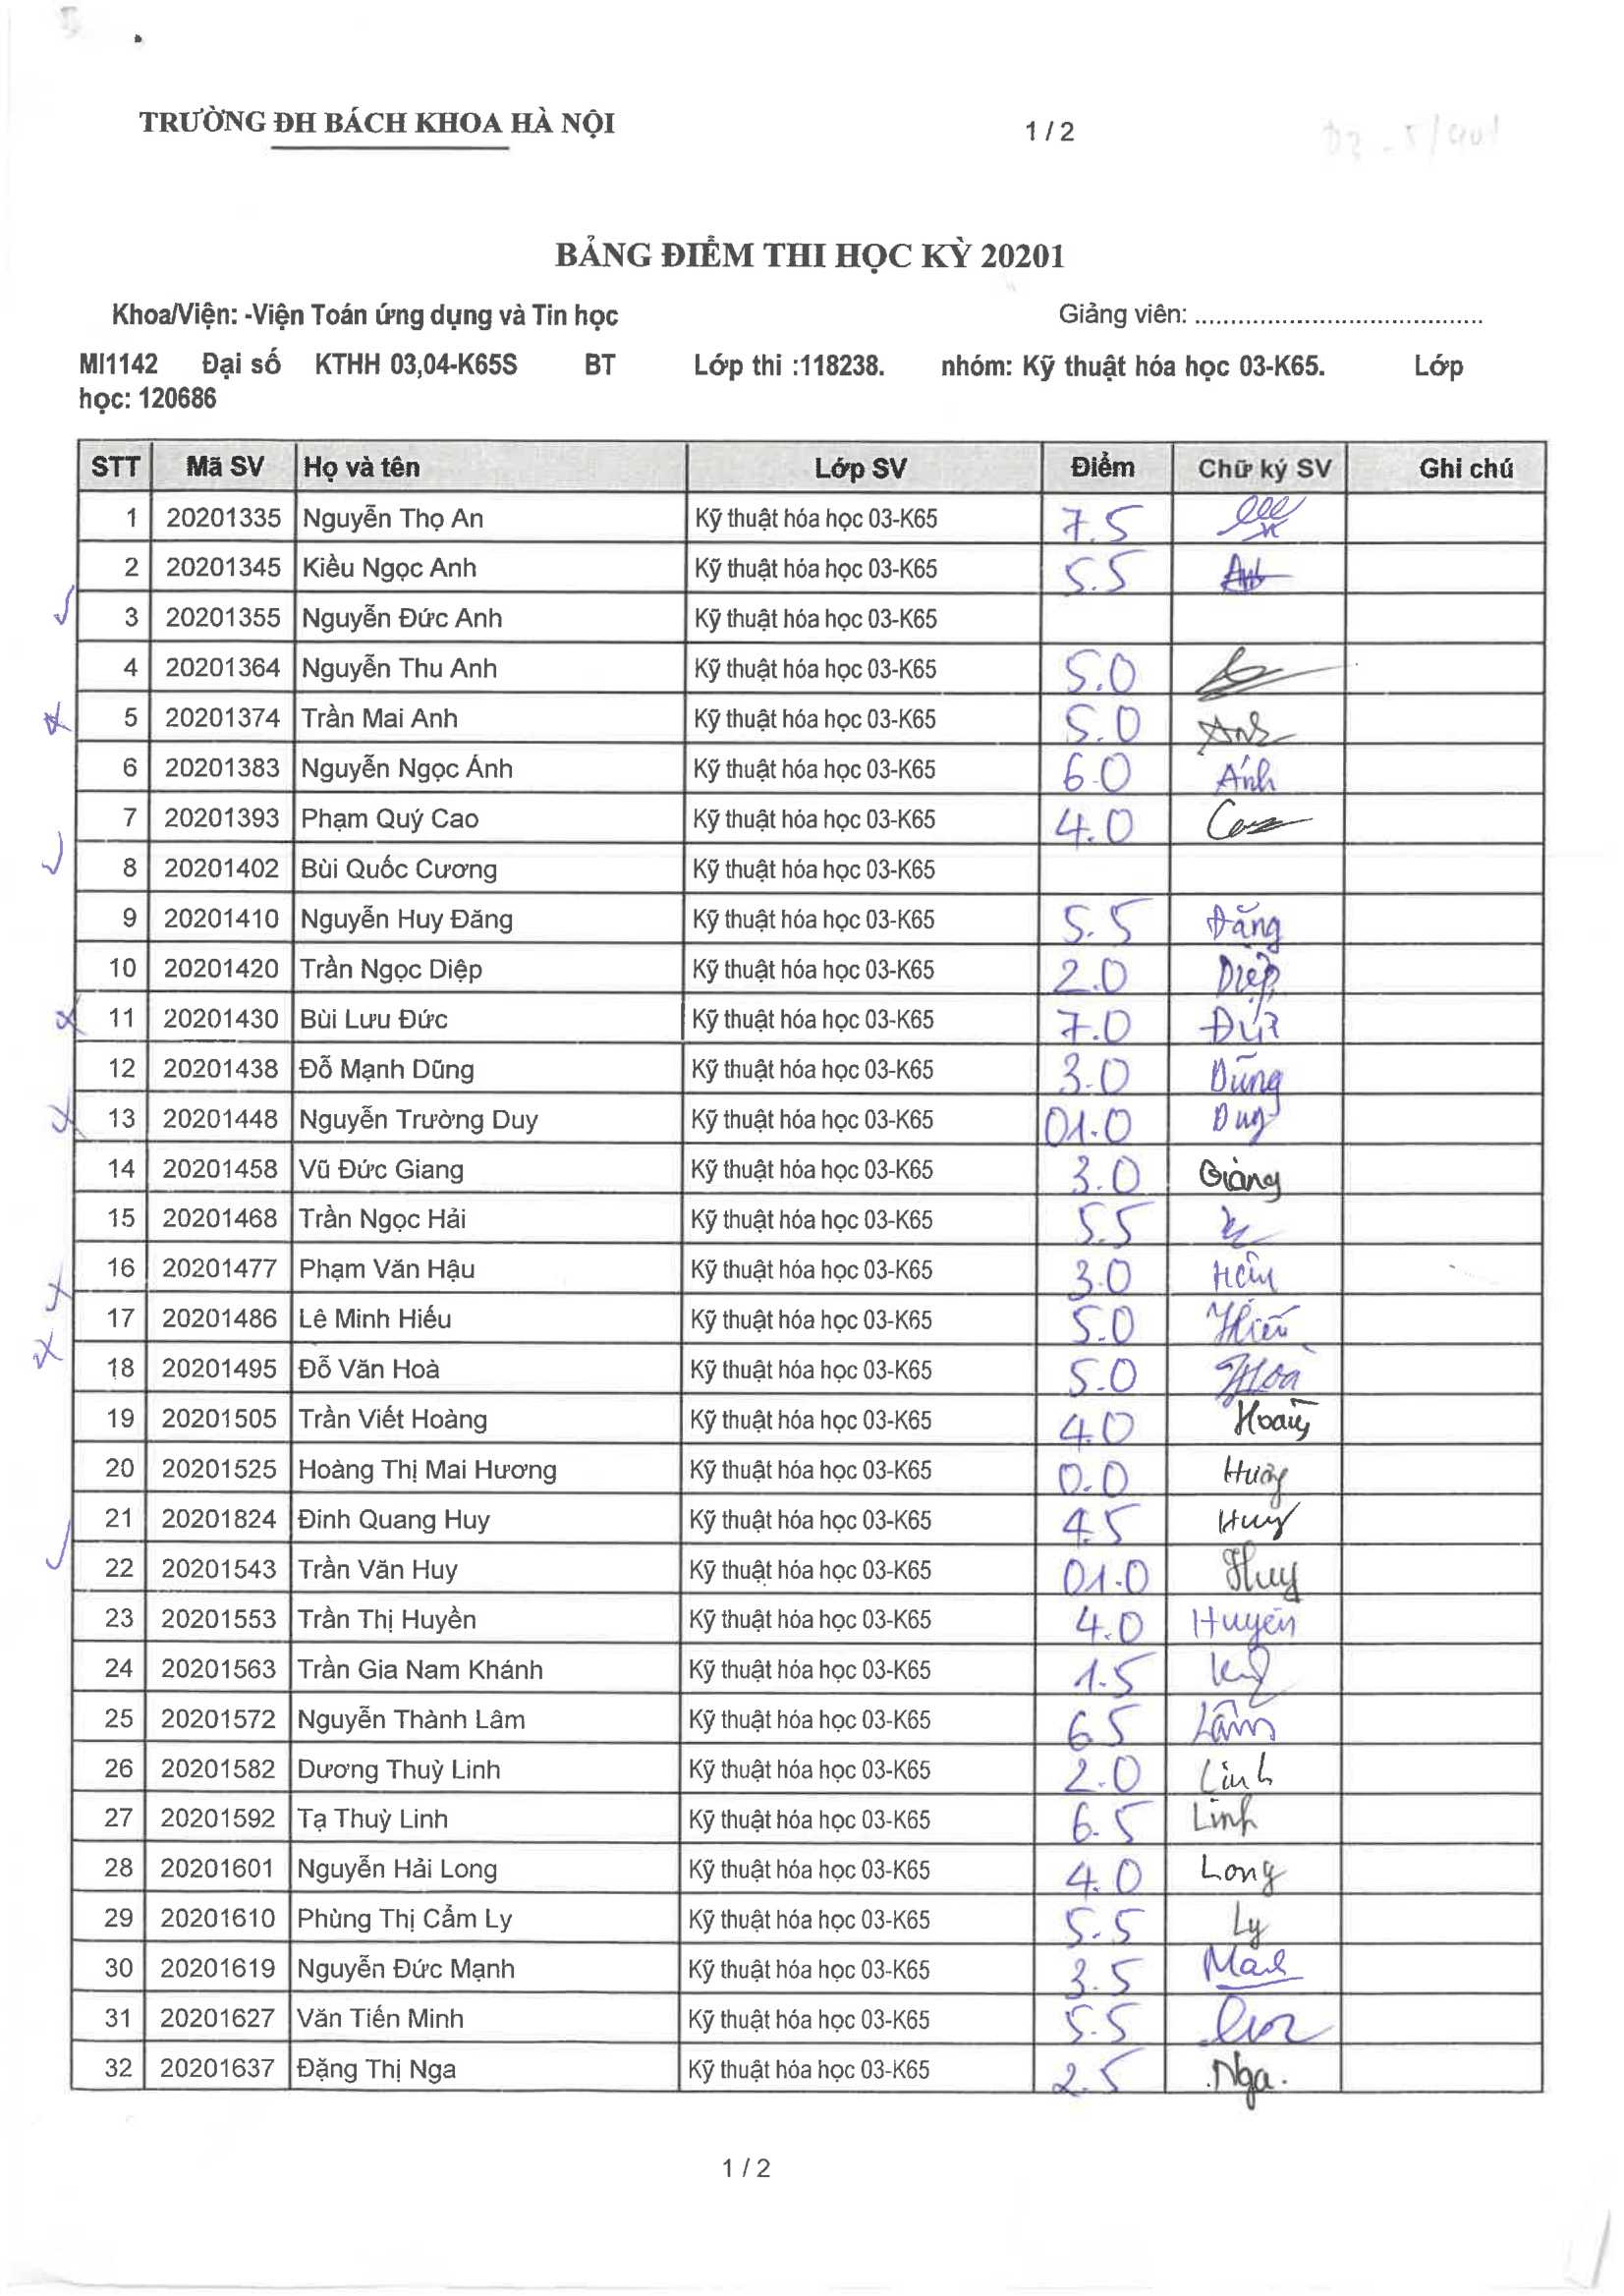 TRƯỜNG ĐH BÁCH KHOA HÀ NỘI 1 / 2
BẢNG ĐIỂM THI HỌC KỲ 20201
Khoa/Viện: -Viện Toán ứng dụng và Tin học Giảng viên: ........................................
MI1142 Đại số KTHH 03,04-K65S BT Lớp thi :118238. nhóm: Kỹ thuật hóa học 03-K65. Lớp
học: 120686
STT Mã SV Họ và tên Lớp SV Điểm Chữ ký SV Ghi chú
1 20201335 Nguyễn Thọ An Kỹ thuật hóa học 03-K65 7.5
2 20201345 Kiều Ngọc Anh Kỹ thuật hóa học 03-K65 5.5
3 20201355 Nguyễn Đức Anh Kỹ thuật hóa học 03-K65
4 20201364 Nguyễn Thu Anh Kỹ thuật hóa học 03-K65 5.0
5 20201374 Trần Mai Anh Kỹ thuật hóa học 03-K65 5.0
6 20201383 Nguyễn Ngọc Ánh Kỹ thuật hóa học 03-K65 6.0 Ánh
7 20201393 Phạm Quý Cao Kỹ thuật hóa học 03-K65 4.0
8 20201402 Bùi Quốc Cương Kỹ thuật hóa học 03-K65
9 20201410 Nguyễn Huy Đăng Kỹ thuật hóa học 03-K65 5.5 Đăng
10 20201420 Trần Ngọc Diệp Kỹ thuật hóa học 03-K65 2.0 Diệp
11 20201430 Bùi Lưu Đức Kỹ thuật hóa học 03-K65 7.0 Đức
12 20201438 Đỗ Mạnh Dũng Kỹ thuật hóa học 03-K65 3.0 Dũng
13 20201448 Nguyễn Trường Duy Kỹ thuật hóa học 03-K65 01.0 Duy
14 20201458 Vũ Đức Giang Kỹ thuật hóa học 03-K65 3.0 Giang
15 20201468 Trần Ngọc Hải Kỹ thuật hóa học 03-K65 5.5
16 20201477 Phạm Văn Hậu Kỹ thuật hóa học 03-K65 3.0 Hậu
17 20201486 Lê Minh Hiếu Kỹ thuật hóa học 03-K65 5.0 Hiếu
18 20201495 Đỗ Văn Hoà Kỹ thuật hóa học 03-K65 5.0 Hoà
19 20201505 Trần Viết Hoàng Kỹ thuật hóa học 03-K65 4.0 Hoàng
20 20201525 Hoàng Thị Mai Hương Kỹ thuật hóa học 03-K65 0.0 Hương
21 20201824 Đinh Quang Huy Kỹ thuật hóa học 03-K65 4.5 Huy
22 20201543 Trần Văn Huy Kỹ thuật hóa học 03-K65 01.0 Huy
23 20201553 Trần Thị Huyền Kỹ thuật hóa học 03-K65 4.0 Huyền
24 20201563 Trần Gia Nam Khánh Kỹ thuật hóa học 03-K65 1.5
25 20201572 Nguyễn Thành Lâm Kỹ thuật hóa học 03-K65 6.5 Lâm
26 20201582 Dương Thuỳ Linh Kỹ thuật hóa học 03-K65 2.0 Linh
27 20201592 Tạ Thuỳ Linh Kỹ thuật hóa học 03-K65 6.5 Linh
28 20201601 Nguyễn Hải Long Kỹ thuật hóa học 03-K65 4.0 Long
29 20201610 Phùng Thị Cẩm Ly Kỹ thuật hóa học 03-K65 5.5 Ly
30 20201619 Nguyễn Đức Mạnh Kỹ thuật hóa học 03-K65 3.5
31 20201627 Văn Tiến Minh Kỹ thuật hóa học 03-K65 5.5
32 20201637 Đặng Thị Nga Kỹ thuật hóa học 03-K65 2.5 Nga
1 / 2